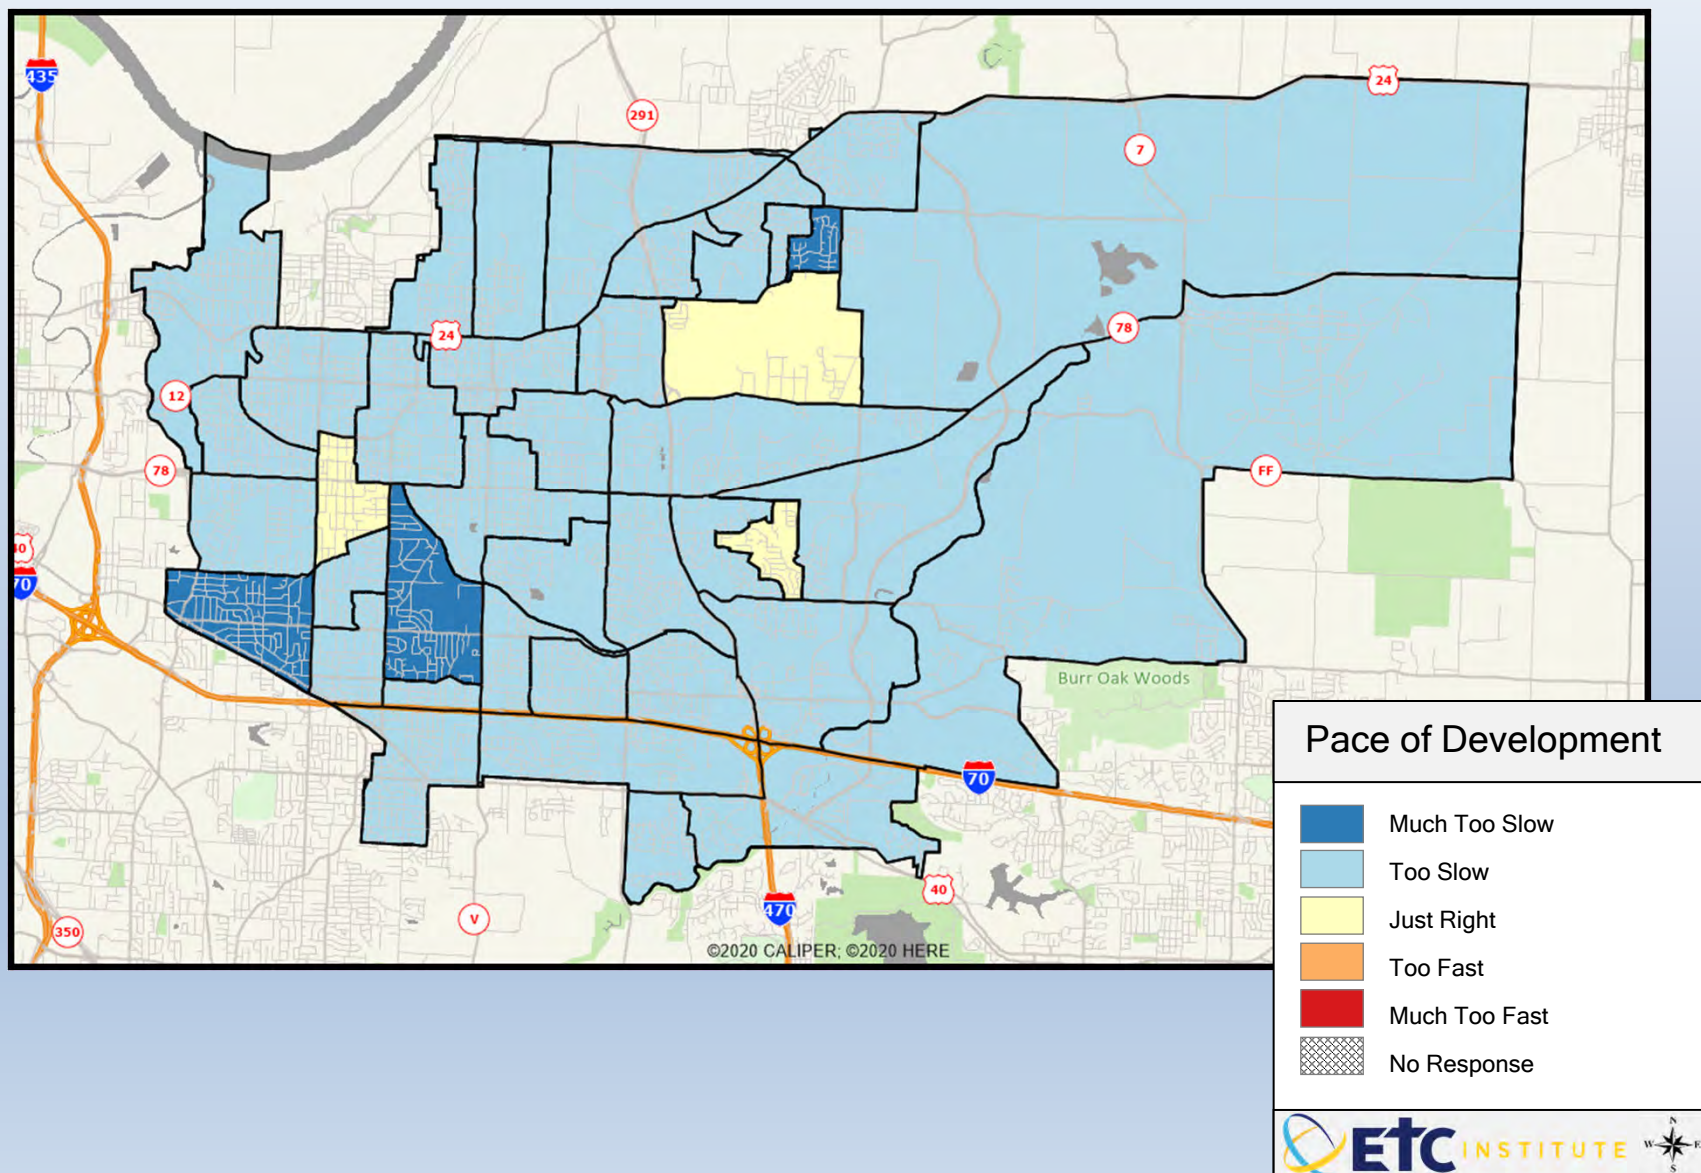 435
24
291
7
24
78
12
78
FF
40
70
Burr Oak Woods
70
40
470
V
350
©2020 CALIPER; ©2020 HERE
Pace of Development
Much Too Slow
Too Slow
Just Right
Too Fast
Much Too Fast
No Response
ETC INSTITUTE
N
W E
S